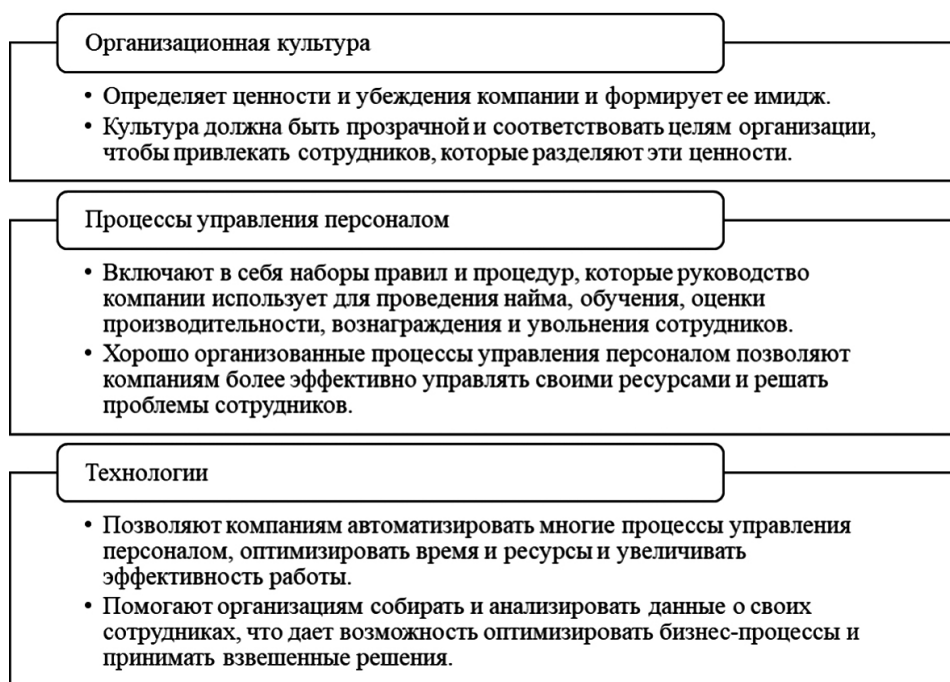 Организационная культура
• Определяет ценности и убеждения компании и формирует ее имидж.
• Культура должна быть прозрачной и соответствовать целям организации,
чтобы привлекать сотрудников, которые разделяют эти ценности.
Процессы управления персоналом
• Включают в себя наборы правил и процедур, которые руководство
компании использует для проведения найма, обучения, оценки
производительности, вознаграждения и увольнения сотрудников.
• Хорошо организованные процессы управления персоналом позволяют
компаниям более эффективно управлять своими ресурсами и решать
проблемы сотрудников.
Технологии
• Позволяют компаниям автоматизировать многие процессы управления
персоналом, оптимизировать время и ресурсы и увеличивать
эффективность работы.
• Помогают организациям собирать и анализировать данные о своих
сотрудниках, что дает возможность оптимизировать бизнес-процессы и
принимать взвешенные решения.